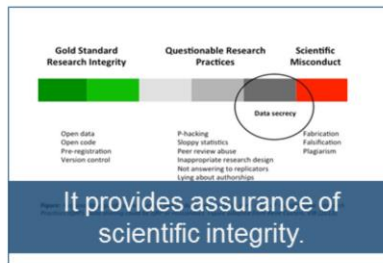 Gold Standard
Research Integrity
Questionable Research
Practices
Scientific
Misconduct
Data secrecy
Open data
Open code
Pre-registration
Version control
P-hacking
Sloppy statistics
Peer review abuse
Inappropriate research design
Not answering to replicators
Lying about authorships
Fabrication
Falsification
Plagiarism
It provides assurance of
scientific integrity.